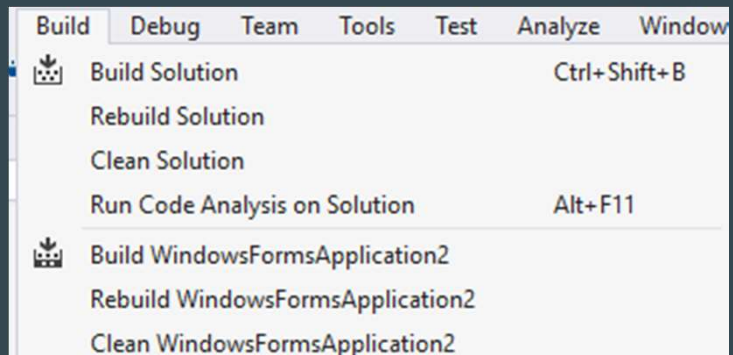 Build Debug Team Tools Test Analyze Window
Build Solution Ctrl+Shift+B
Rebuild Solution
Clean Solution
Run Code Analysis on Solution Alt+F11
Build WindowsFormsApplication2
Rebuild WindowsFormsApplication2
Clean WindowsFormsApplication2